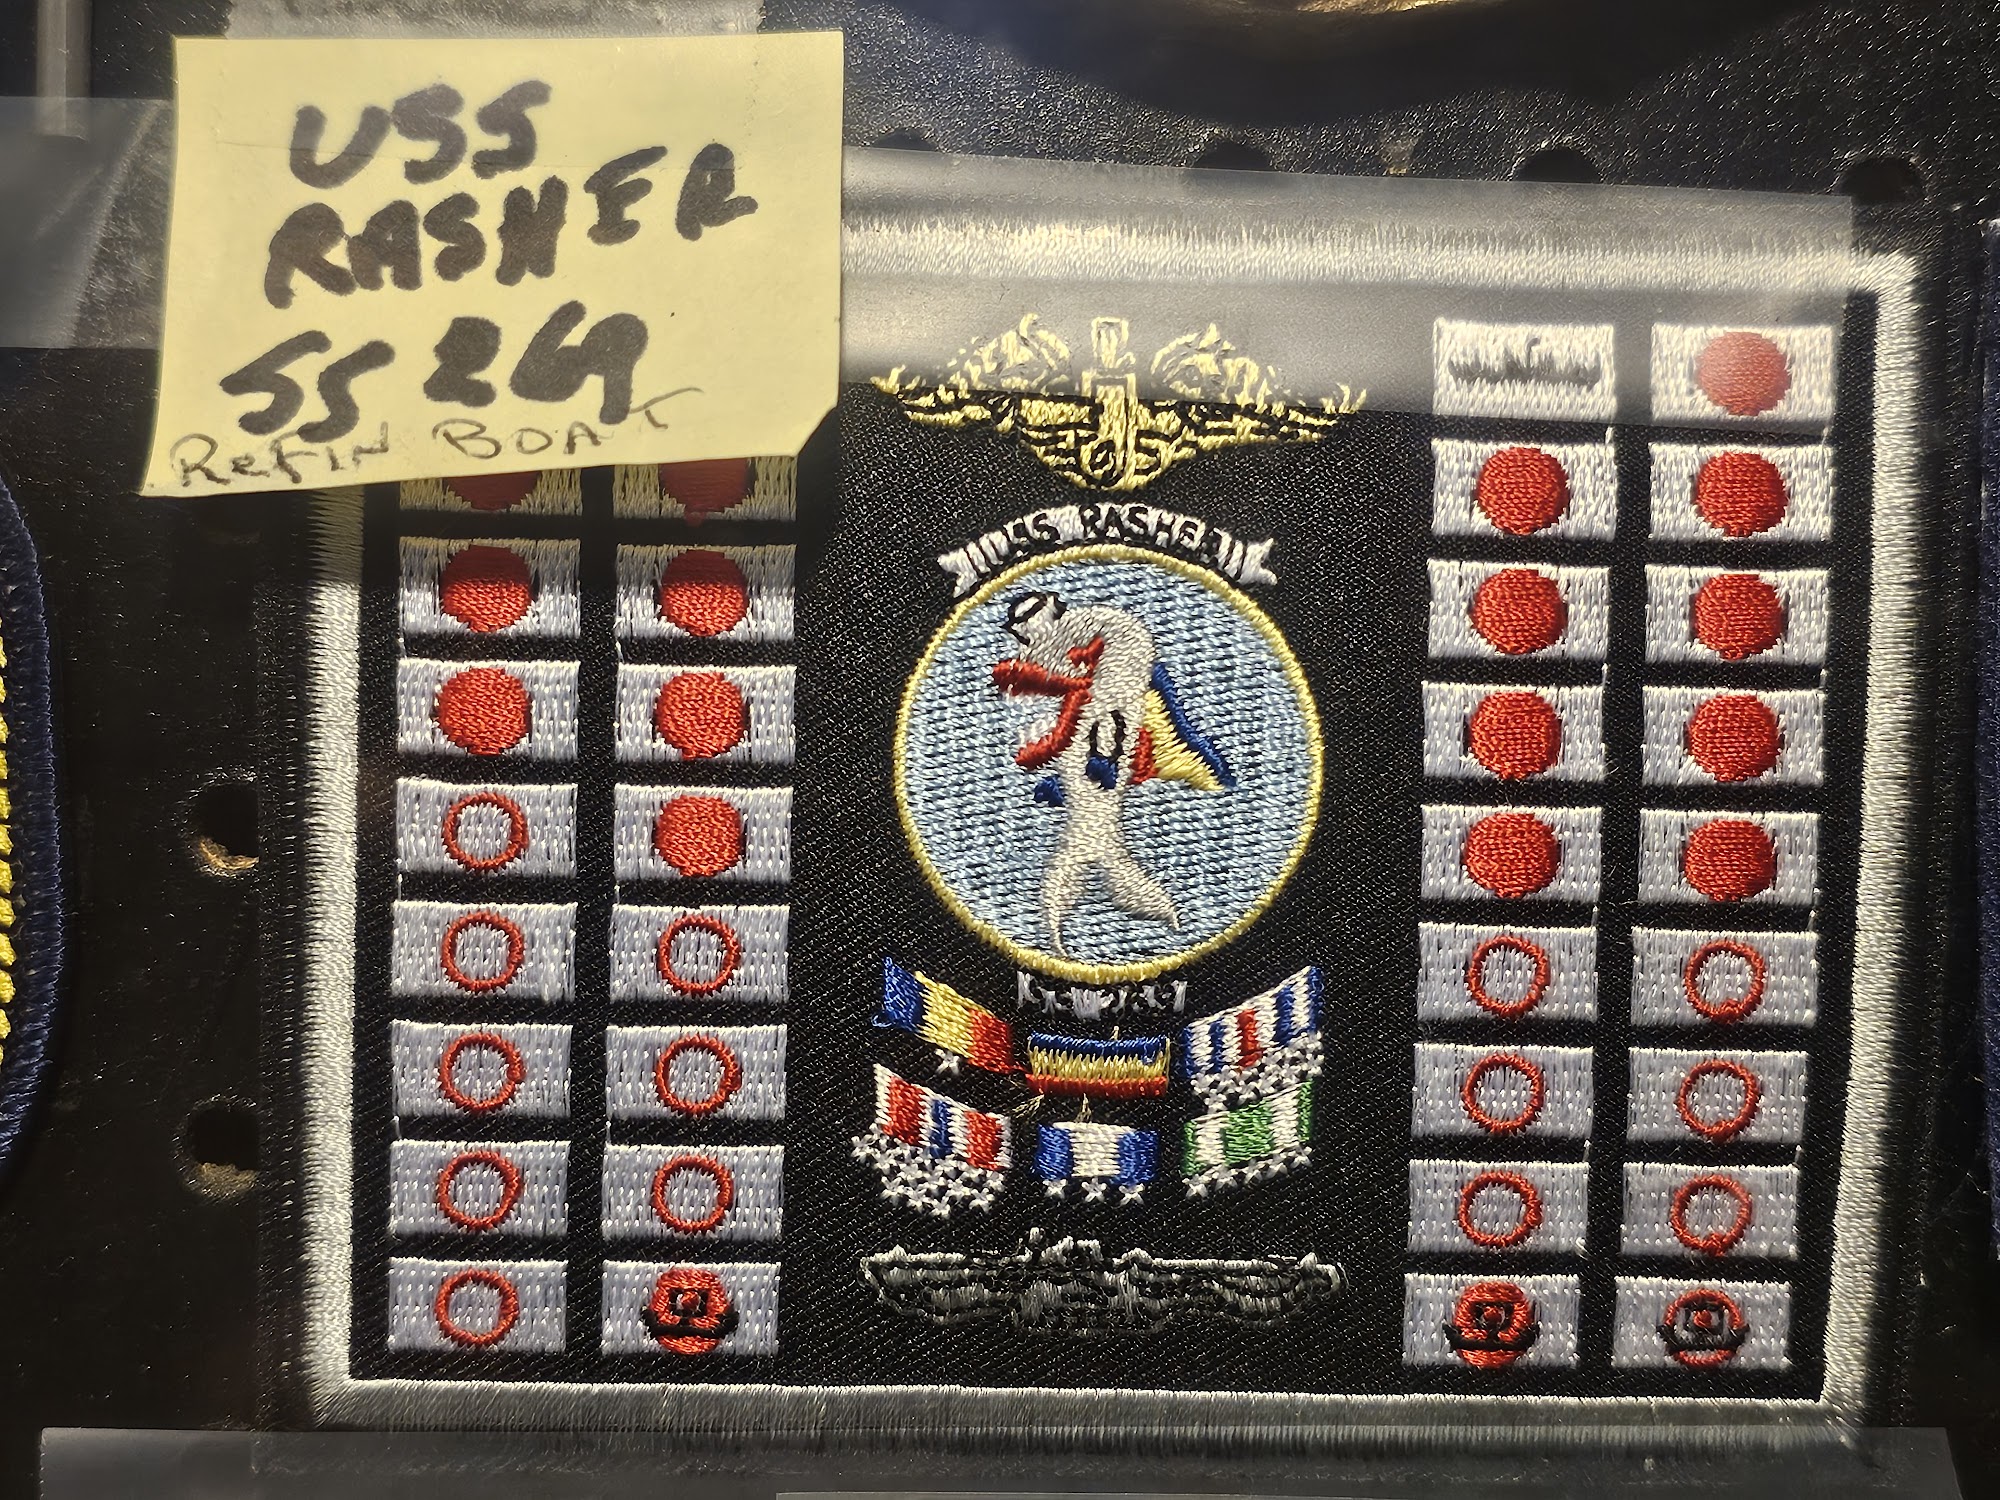 USS
RASHER
SS 269
Refin BOAT
USS RASHER